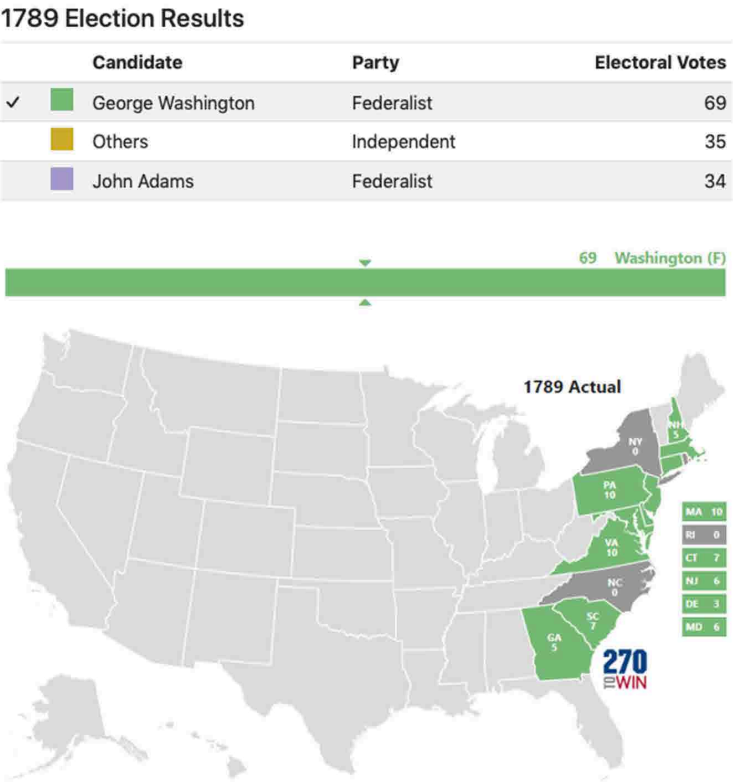 1789 Election Results
Candidate Party Electoral Votes
✓ George Washington Federalist 69
Others Independent 35
John Adams Federalist 34
69 Washington (F)
1789 Actual
NH
5
NY
0
PA
10
MA 10
RI 0
VA
10
CT 7
NJ 6
NC
0
DE 3
SC
7
MD 6
GA
5
270
TO WIN